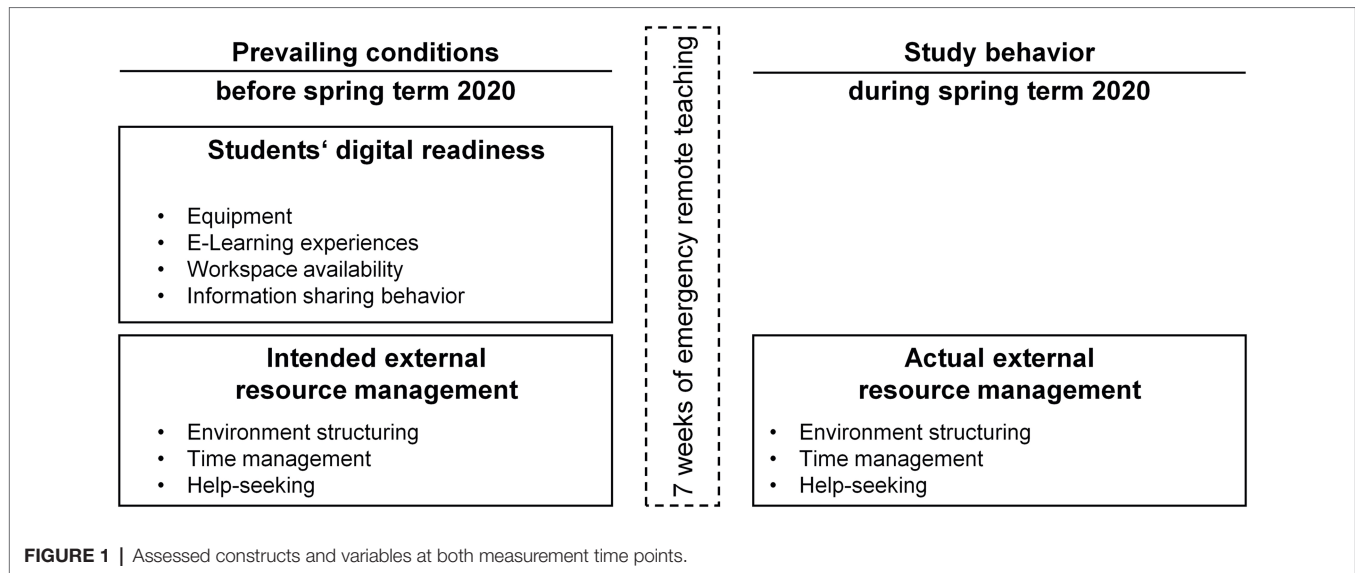 Prevailing conditions
before spring term 2020
Students‘ digital readiness
• Equipment
• E-Learning experiences
• Workspace availability
• Information sharing behavior
Intended external
resource management
• Environment structuring
• Time management
• Help-seeking
7 weeks of emergency remote teaching
Study behavior
during spring term 2020
Actual external
resource management
• Environment structuring
• Time management
• Help-seeking
FIGURE 1 | Assessed constructs and variables at both measurement time points.